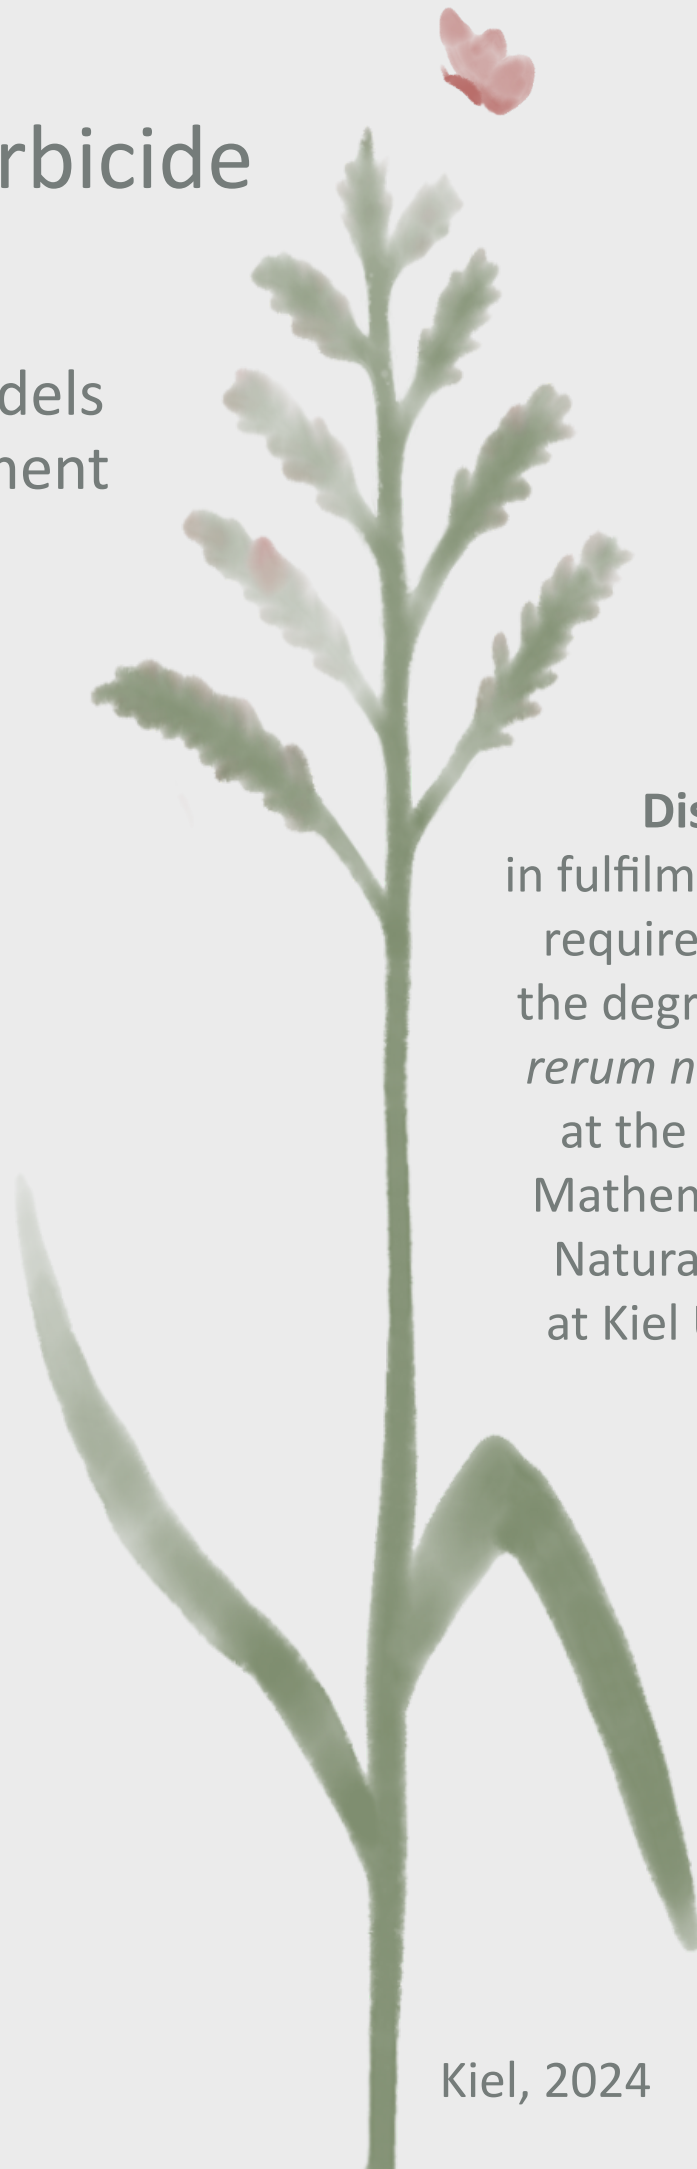 rbicide
dels
nent
Dis
in fulfilm
require
the degr
rerum n
at the
Mathem
Natura
at Kiel
Kiel, 2024